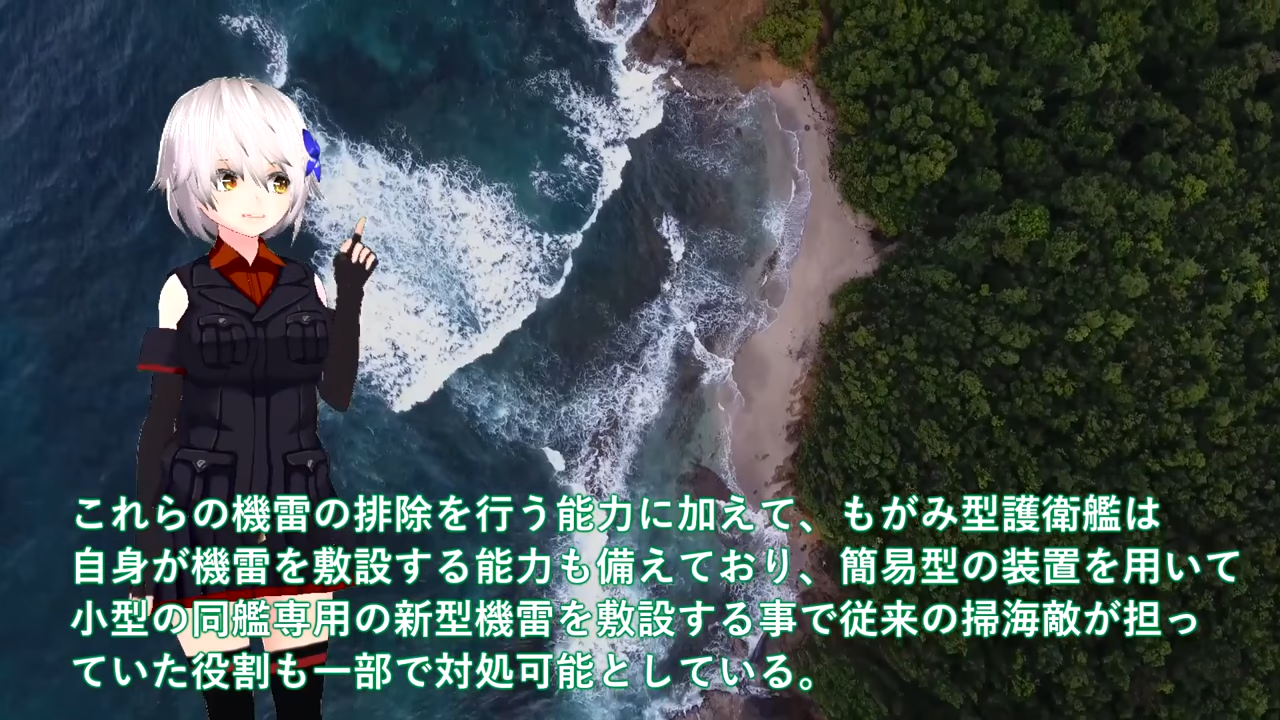 これらの機雷の排除を行う能力に加えて、もがみ型護衛艦は
自身が機雷を敷設する能力も備えており、簡易型の装置を用いて
小型の同艦専用の新型機雷を敷設する事で従来の掃海敵が担っ
ていた役割も一部で対処可能としている。